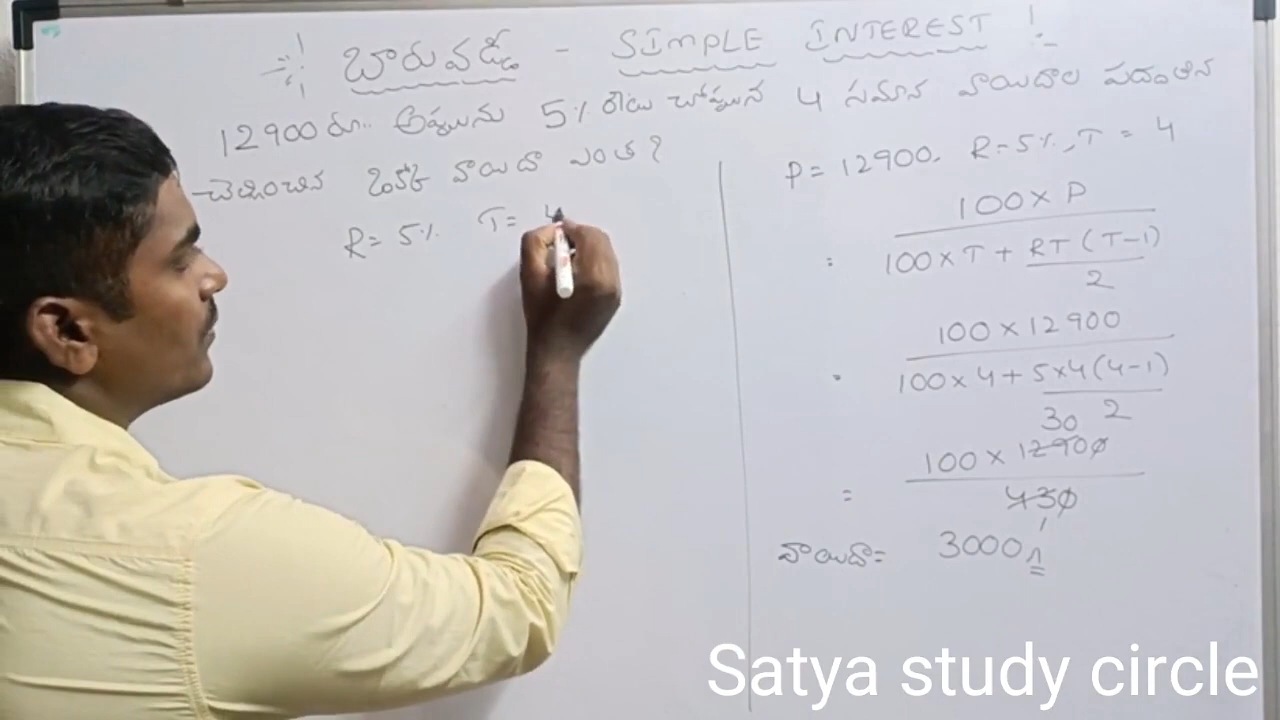 బారువడ్డీ - SIMPLE INTEREST
12900 రూ.. అప్పును 5% రేటు చొప్పున 4 సమాన వాయిదాల పద్ధతిన
చెల్లించిన ఒక్కొక్క వాయిదా ఎంత?
R = 5% T = 4
P = 12900, R = 5%, T = 4
100 × P
= 100 × T + RT (T-1)
2
100 × 12900
100 × 4 + 5×4 (4-1)
2
30
100 × 12900
=
430
1
వాయిదా = 3000
Satya study circle